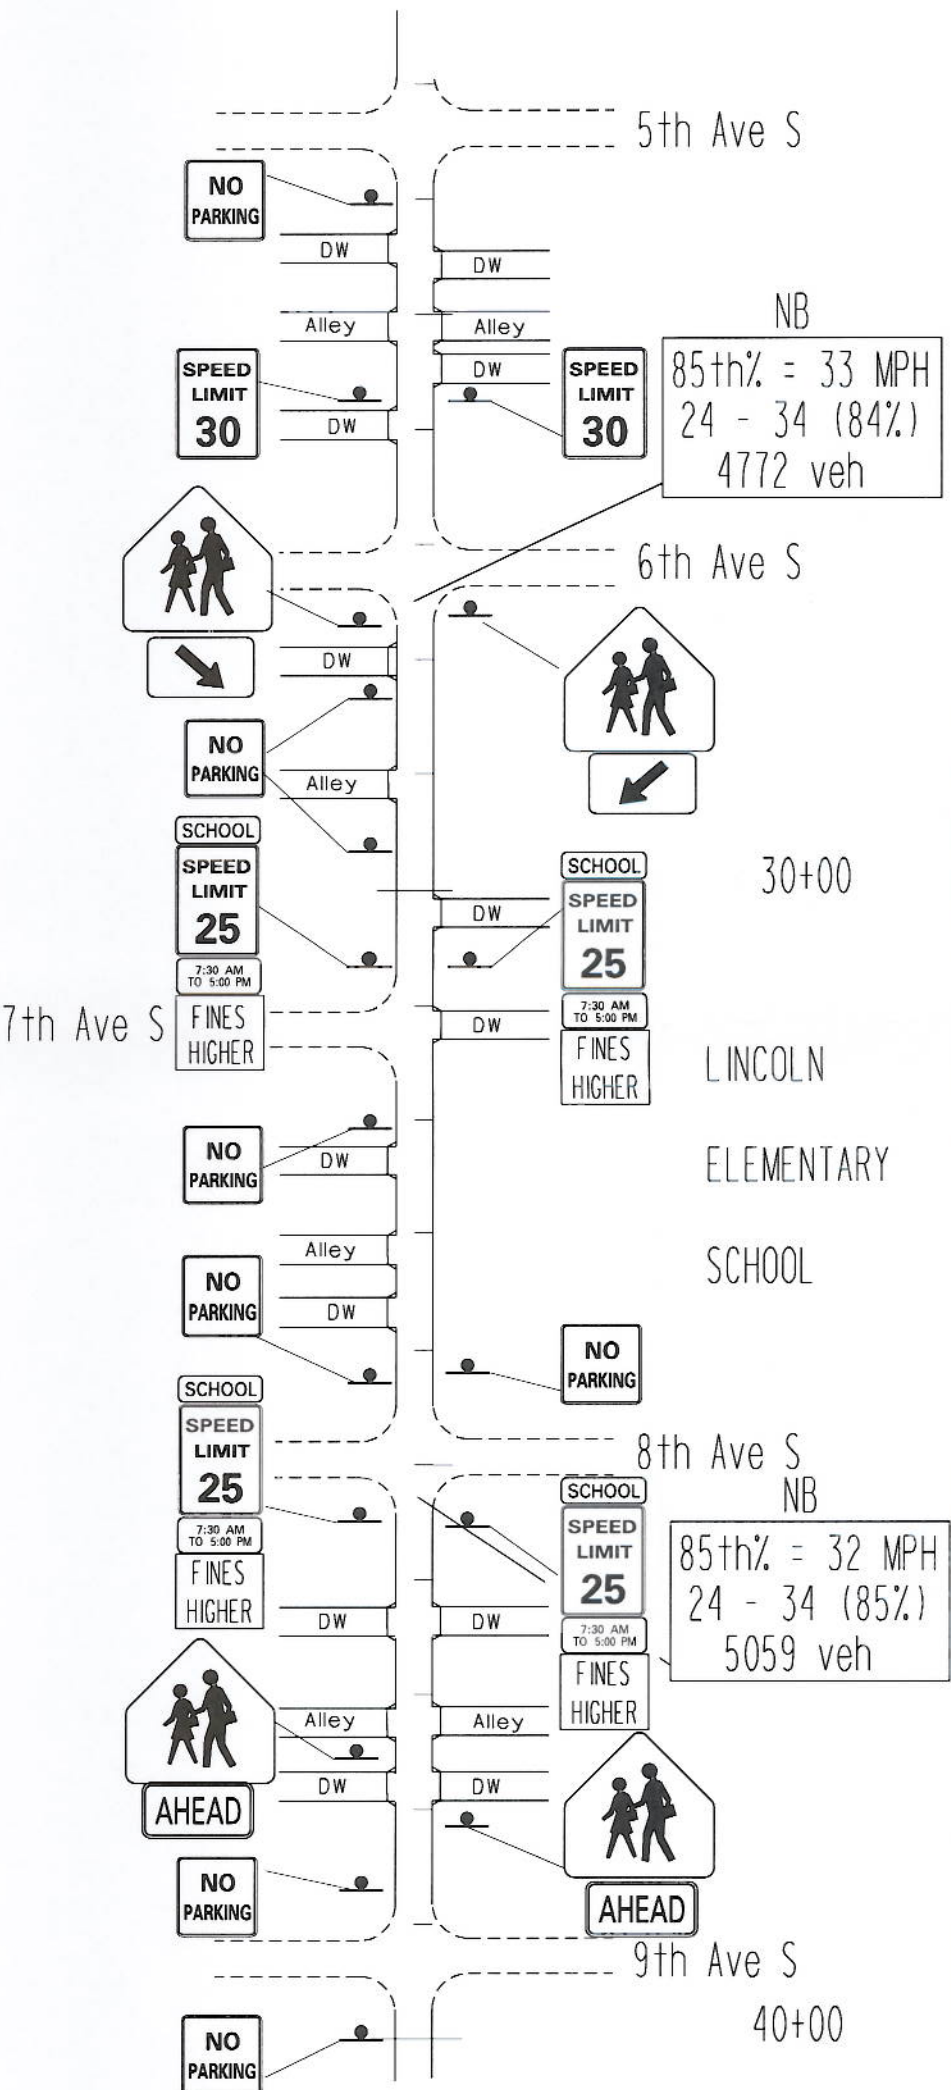 5th Ave S
NO
PARKING
DW
DW
NB
Alley
Alley
85th% = 33 MPH
24 - 34 (84%)
4772 veh
SPEED
LIMIT
30
DW
SPEED
LIMIT
30
DW
6th Ave S
DW
NO
PARKING
Alley
SCHOOL
SPEED
LIMIT
25
7:30 AM
TO 5:00 PM
FINES
HIGHER
SCHOOL
SPEED
LIMIT
25
7:30 AM
TO 5:00 PM
FINES
HIGHER
30+00
DW
7th Ave S
DW
LINCOLN
ELEMENTARY
SCHOOL
NO
PARKING
DW
Alley
NO
PARKING
DW
NO
PARKING
SCHOOL
SPEED
LIMIT
25
7:30 AM
TO 5:00 PM
FINES
HIGHER
8th Ave S
NB
SCHOOL
SPEED
LIMIT
25
7:30 AM
TO 5:00 PM
FINES
HIGHER
85th% = 32 MPH
24 - 34 (85%)
5059 veh
DW
DW
Alley
Alley
DW
DW
AHEAD
AHEAD
NO
PARKING
9th Ave S
40+00
NO
PARKING